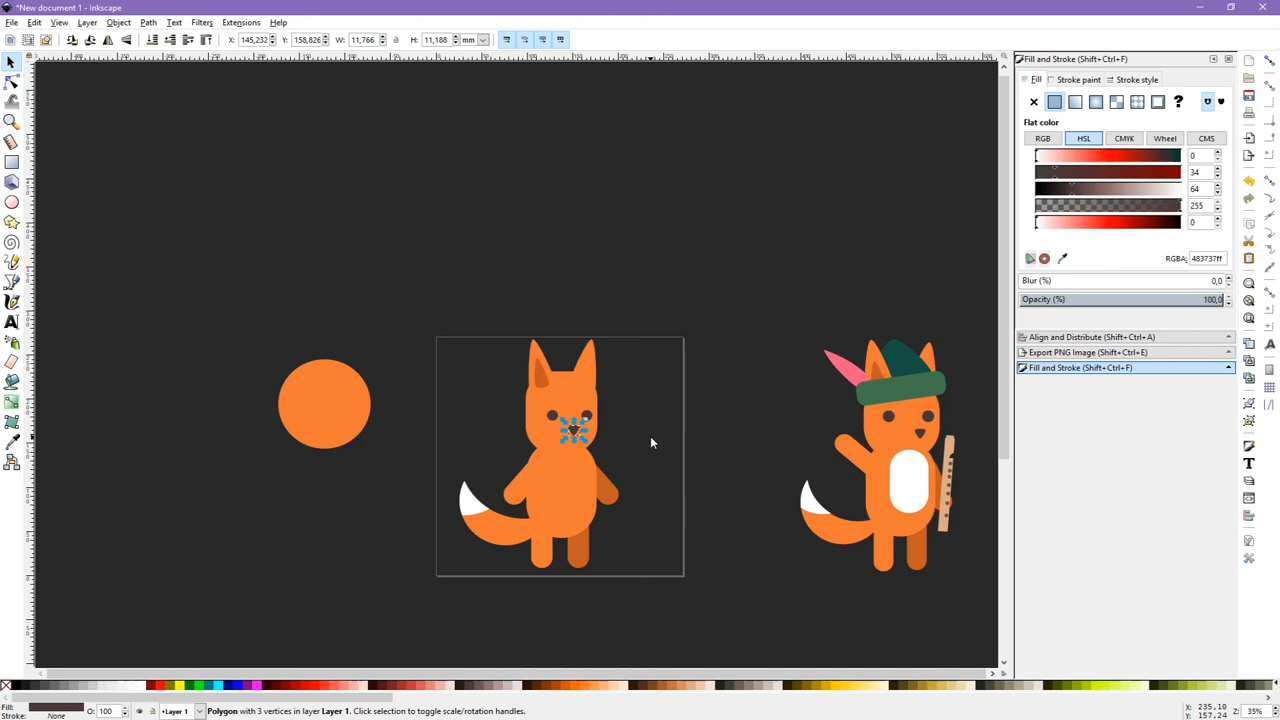 *New document 1 - Inkscape
File Edit View Layer Object Path Text Filters Extensions Help
X: 145,232 Y: 158,826 W: 11,766 H: 11,188 mm
Fill and Stroke (Shift+Ctrl+F)
Fill Stroke paint Stroke style
?
Flat color
RGB HSL CMYK Wheel CMS
0
34
64
255
0
RGBA: 483737ff
Blur (%) 0,0
Opacity (%) 100,0
Align and Distribute (Shift+Ctrl+A)
Export PNG Image (Shift+Ctrl+E)
Fill and Stroke (Shift+Ctrl+F)
Fill: O: 100 •Layer 1 Polygon with 3 vertices in layer Layer 1. Click selection to toggle scale/rotation handles. X: 235,10 Z: 35%
Stroke: None Y: 157,24